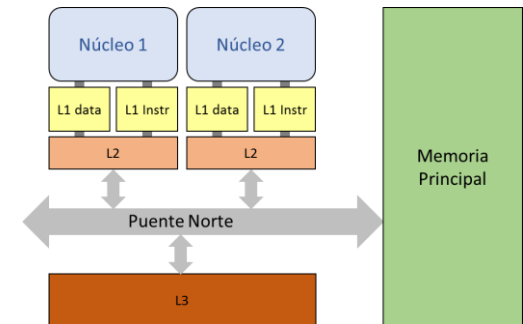 Núcleo 1
Núcleo 2
L1 data
L1 Instr
L1 data
L1 Instr
L2
L2
Memoria
Principal
Puente Norte
L3